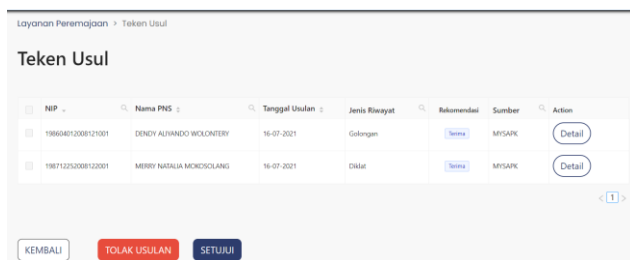 Layanan Peremajaan > Teken Usul
Teken Usul
NIP Nama PNS Tanggal Usulan Jenis Riwayat Rekomendasi Sumber Action
198604012008121001 DENDY ALIYANDO WOLONTERY 16-07-2021 Golongan Terima MYSAPK Detail
198712252008122001 MERRY NATALIA MOKOSOLANG 16-07-2021 Diklat Terima MYSAPK Detail
< 1 >
KEMBALI TOLAK USULAN SETUJUI